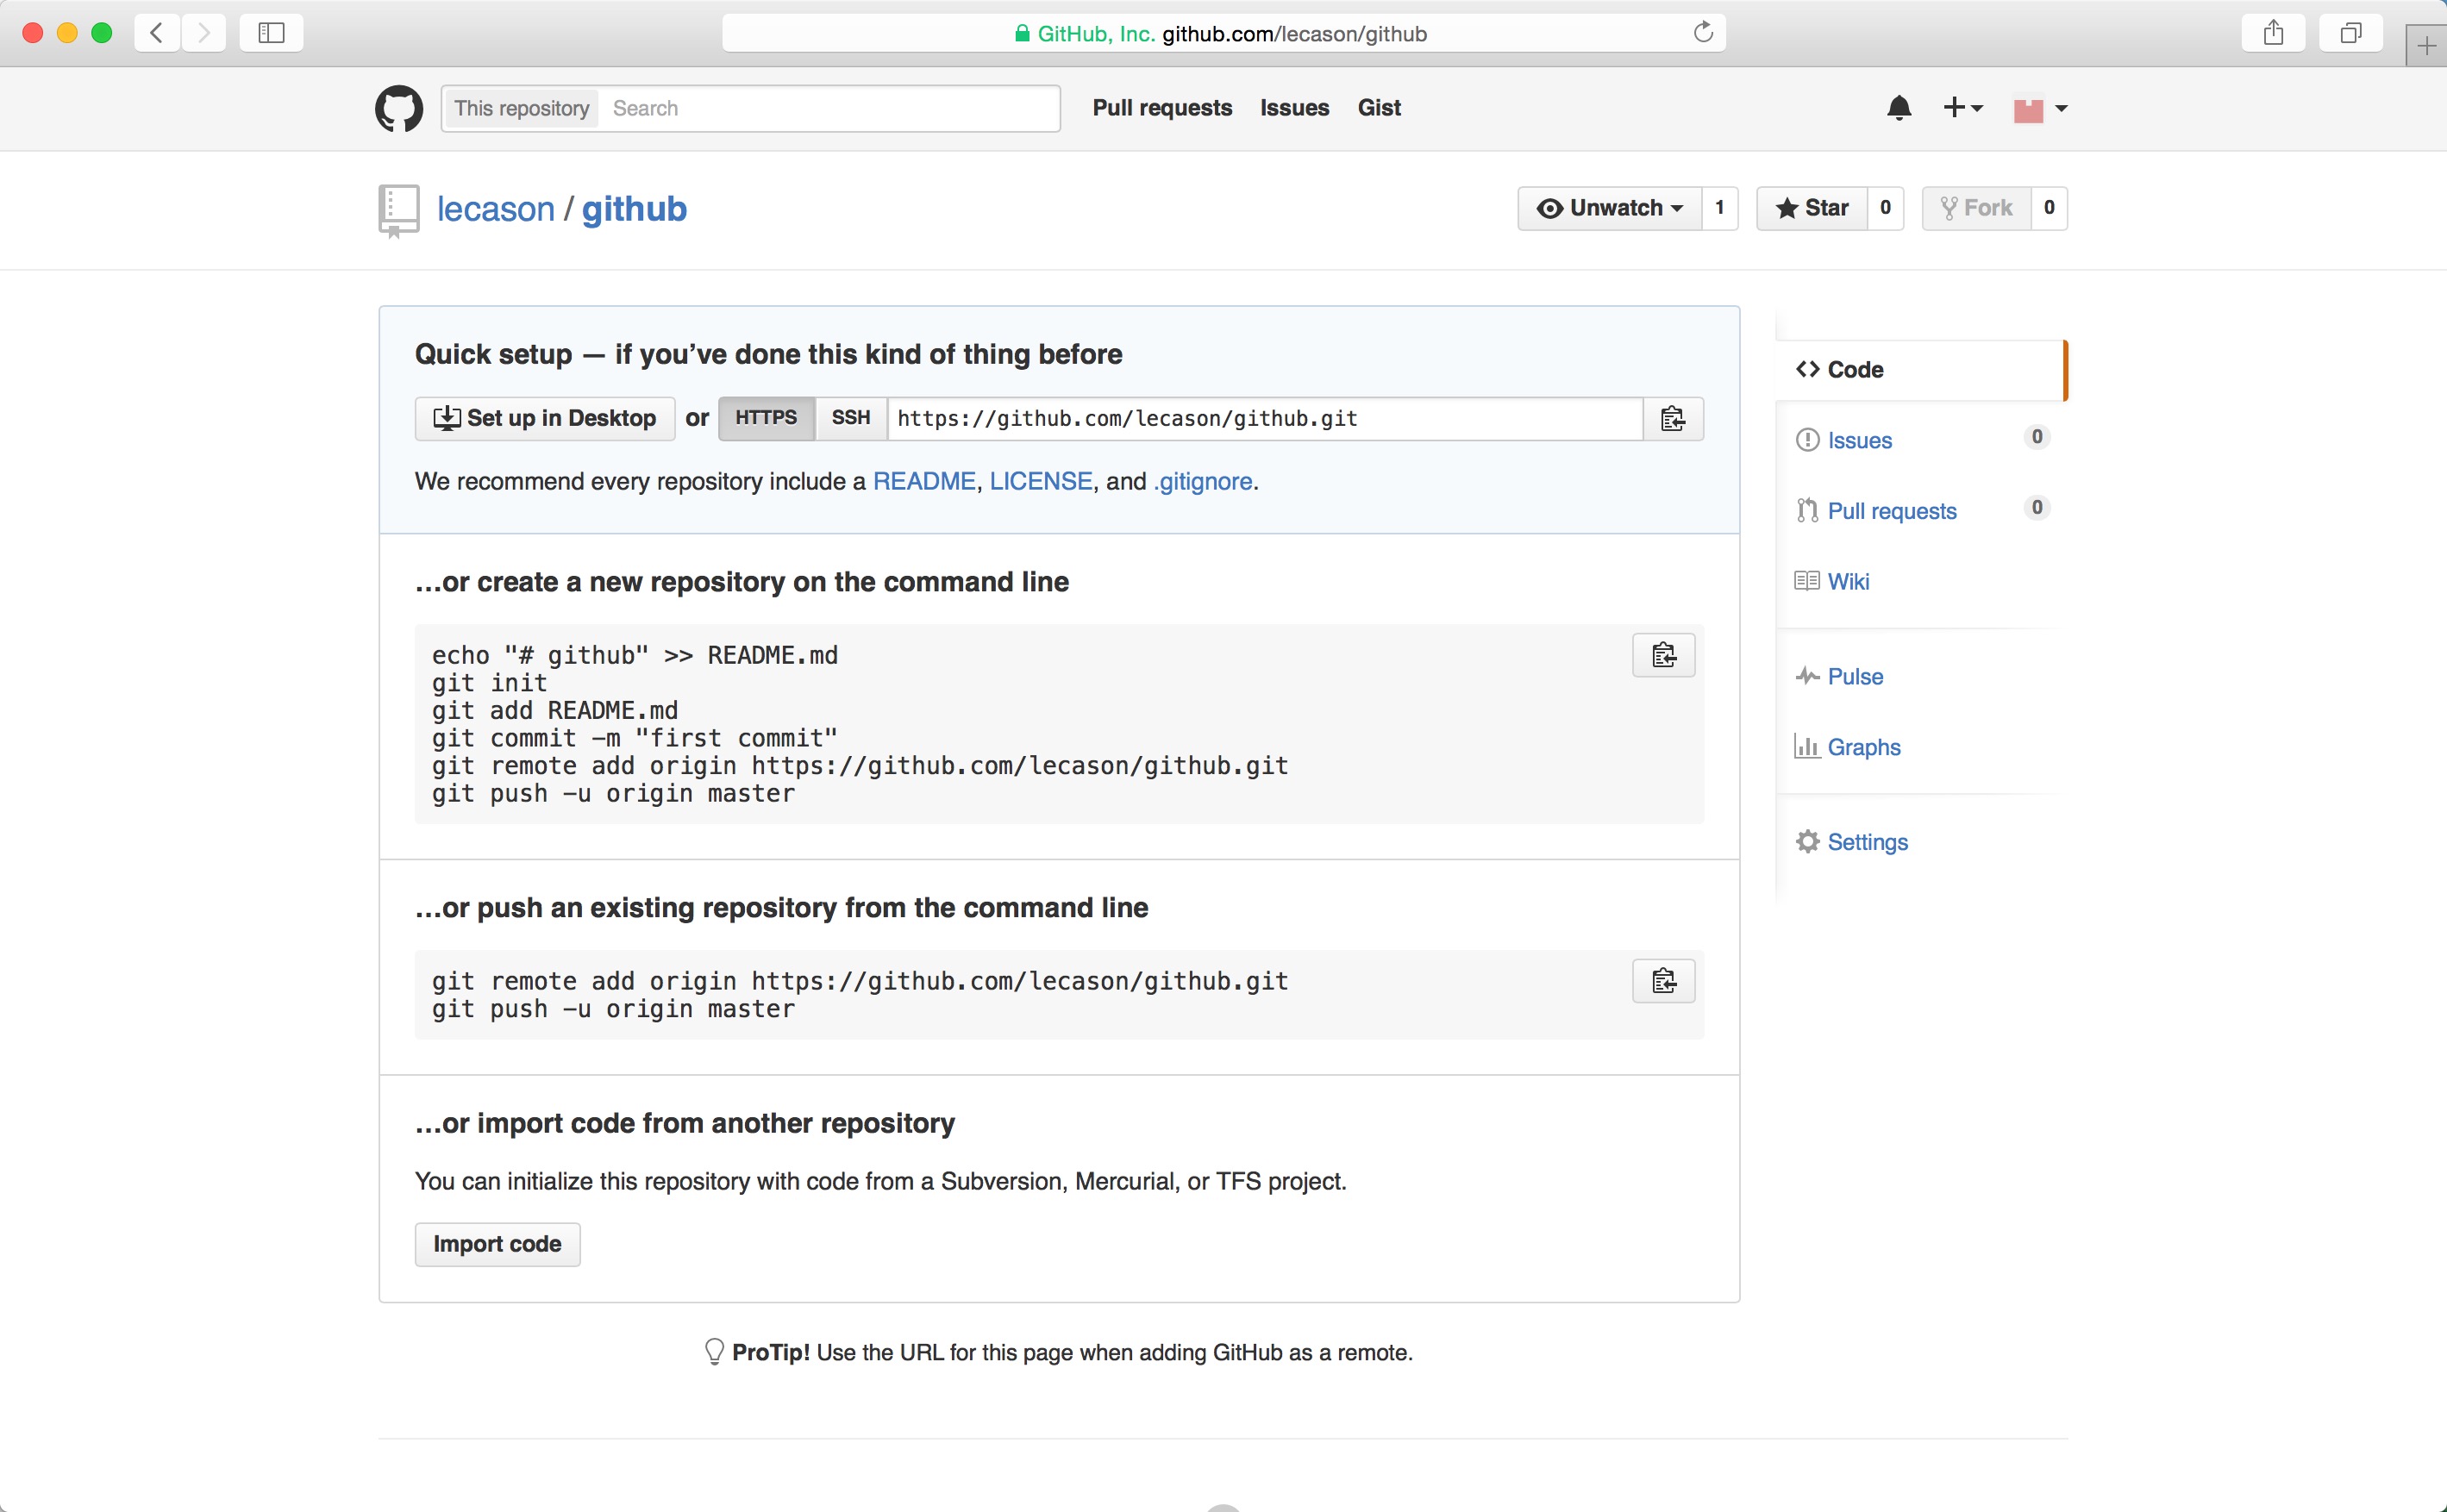 GitHub, Inc. github.com/lecason/github
This repository Search Pull requests Issues Gist
lecason / github Unwatch 1 Star 0 Fork 0
Quick setup — if you’ve done this kind of thing before
Set up in Desktop or HTTPS SSH https://github.com/lecason/github.git
We recommend every repository include a README, LICENSE, and .gitignore.
…or create a new repository on the command line
echo "# github" >> README.md
git init
git add README.md
git commit -m "first commit"
git remote add origin https://github.com/lecason/github.git
git push -u origin master
…or push an existing repository from the command line
git remote add origin https://github.com/lecason/github.git
git push -u origin master
…or import code from another repository
You can initialize this repository with code from a Subversion, Mercurial, or TFS project.
Import code
ProTip! Use the URL for this page when adding GitHub as a remote.
Code
Issues 0
Pull requests 0
Wiki
Pulse
Graphs
Settings